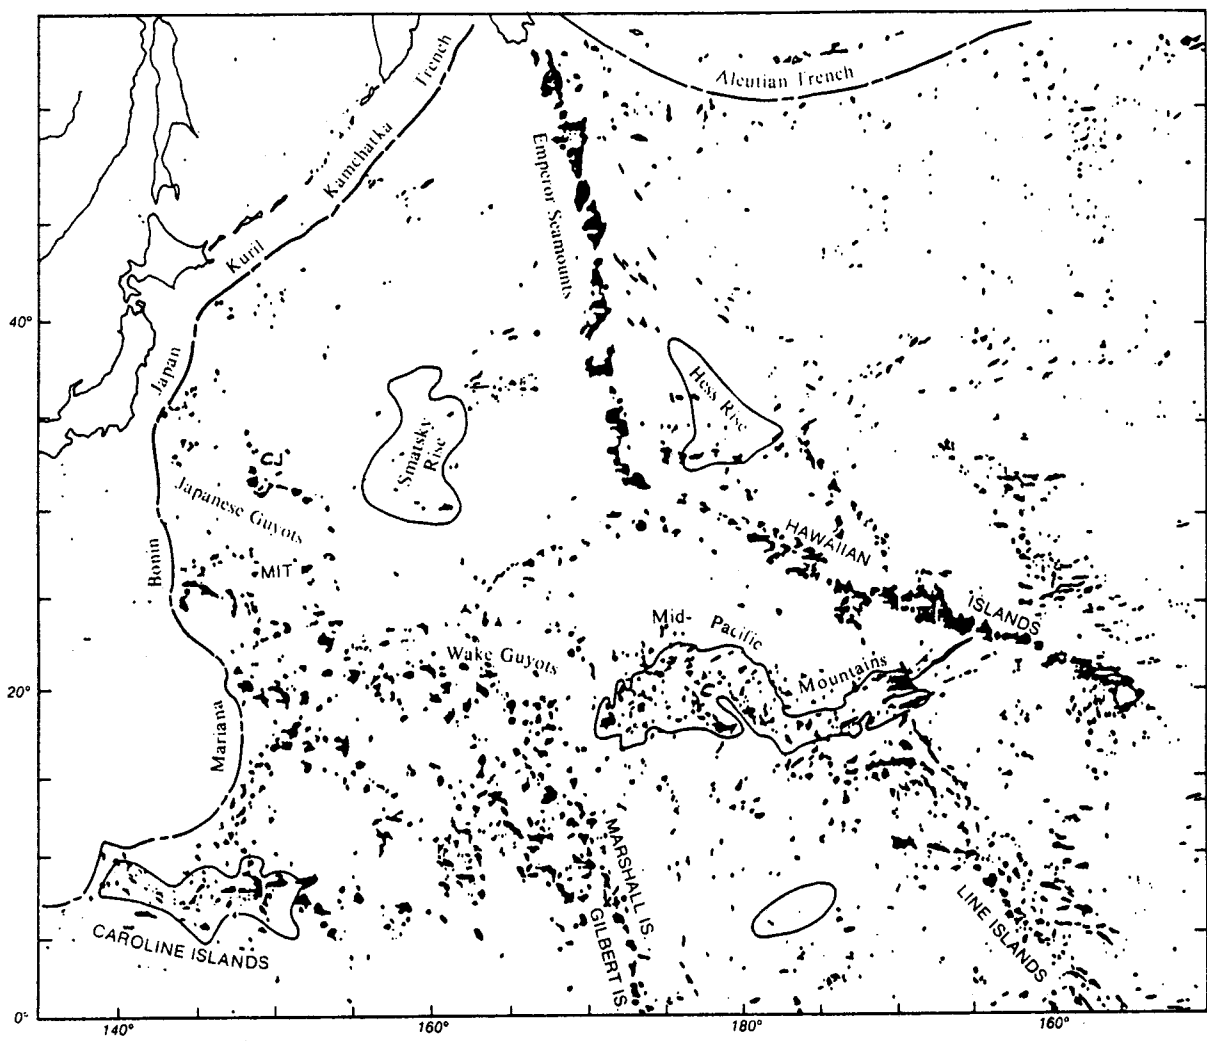 Aleutian Trench
Kuril Kamchatka Trench
Emperor Seamounts
40°
Japan
Hess Rise
Smatsky
Rise
CJ
Japanese Guyots
HAWAIIAN ISLANDS
Bonin
MIT
Mid- Pacific Mountains
Wake Guyots
20°
Mariana
MARSHALL IS
GILBERT IS
LINE ISLANDS
CAROLINE ISLANDS
0°
140°
160°
180°
160°